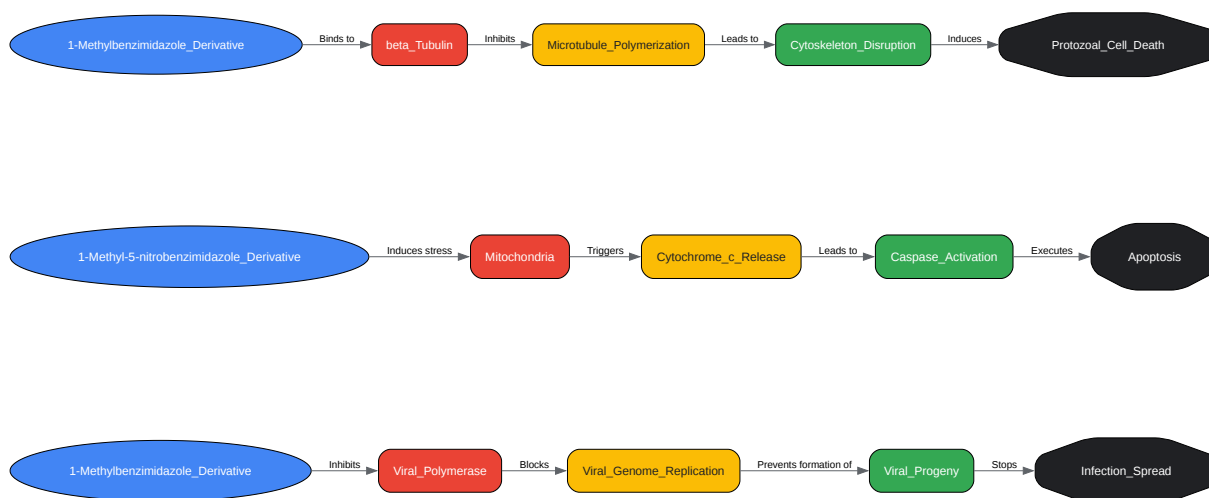 1-Methylbenzimidazole_Derivative Binds to beta_Tubulin Inhibits Microtubule_Polymerization Leads to Cytoskeleton_Disruption Induces Protozoal_Cell_Death
1-Methyl-5-nitrobenzimidazole_Derivative Induces stress Mitochondria Triggers Cytochrome_c_Release Leads to Caspase_Activation Executes Apoptosis
1-Methylbenzimidazole_Derivative Inhibits Viral_Polymerase Blocks Viral_Genome_Replication Prevents formation of Viral_Progeny Stops Infection_Spread